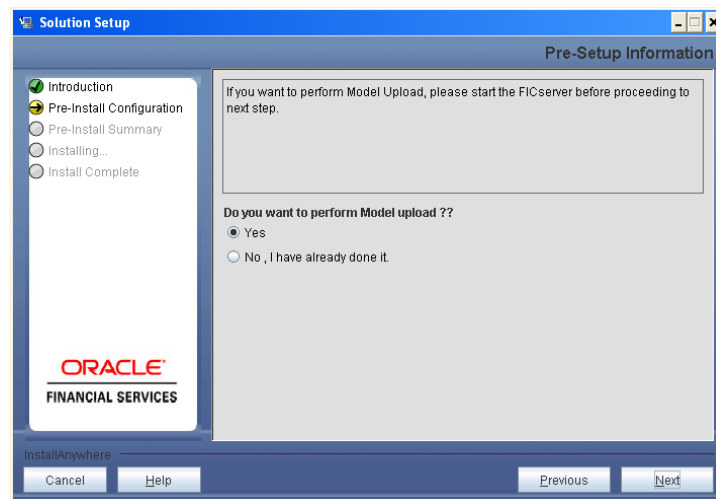 Solution Setup
Pre-Setup Information
Introduction
Pre-Install Configuration
Pre-Install Summary
Installing...
Install Complete
ORACLE
FINANCIAL SERVICES
If you want to perform Model Upload, please start the FICserver before proceeding to
next step.
Do you want to perform Model upload ??
Yes
No , I have already done it.
InstallAnywhere
Cancel
Help
Previous
Next